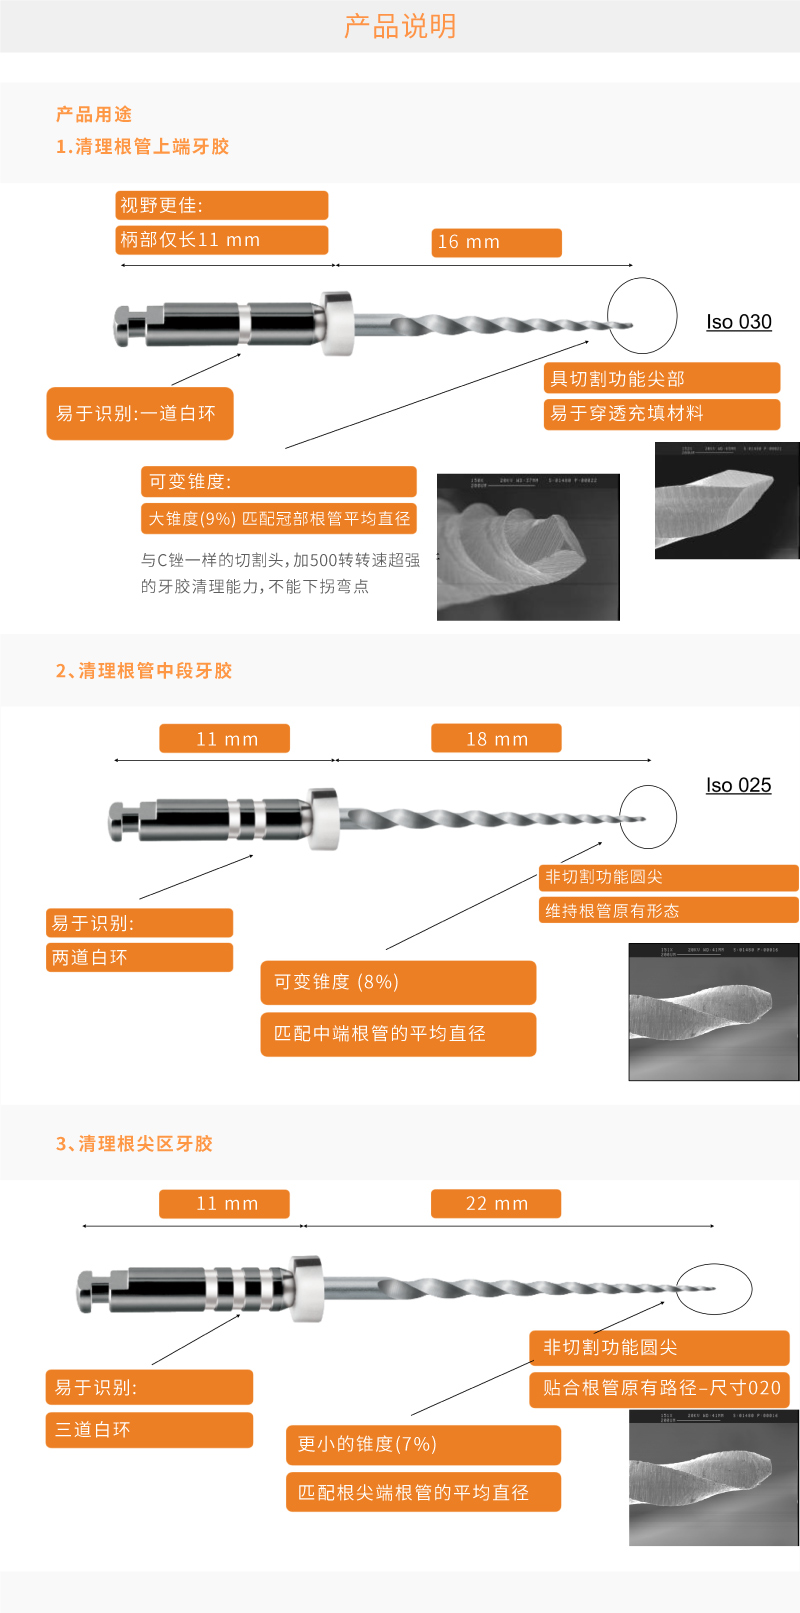 产品说明
产品用途
1.清理根管上端牙胶
视野更佳:
柄部仅长11 mm
16 mm
Iso 030
具切割功能尖部
易于穿透充填材料
易于识别:一道白环
可变锥度:
大锥度(9%) 匹配冠部根管平均直径
与C锉一样的切割头,加500转转速超强
的牙胶清理能力,不能下拐弯点
2、清理根管中段牙胶
11 mm
18 mm
Iso 025
非切割功能圆尖
维持根管原有形态
易于识别:
两道白环
可变锥度 (8%)
匹配中端根管的平均直径
3、清理根尖区牙胶
11 mm
22 mm
非切割功能圆尖
贴合根管原有路径–尺寸020
易于识别:
三道白环
更小的锥度(7%)
匹配根尖端根管的平均直径